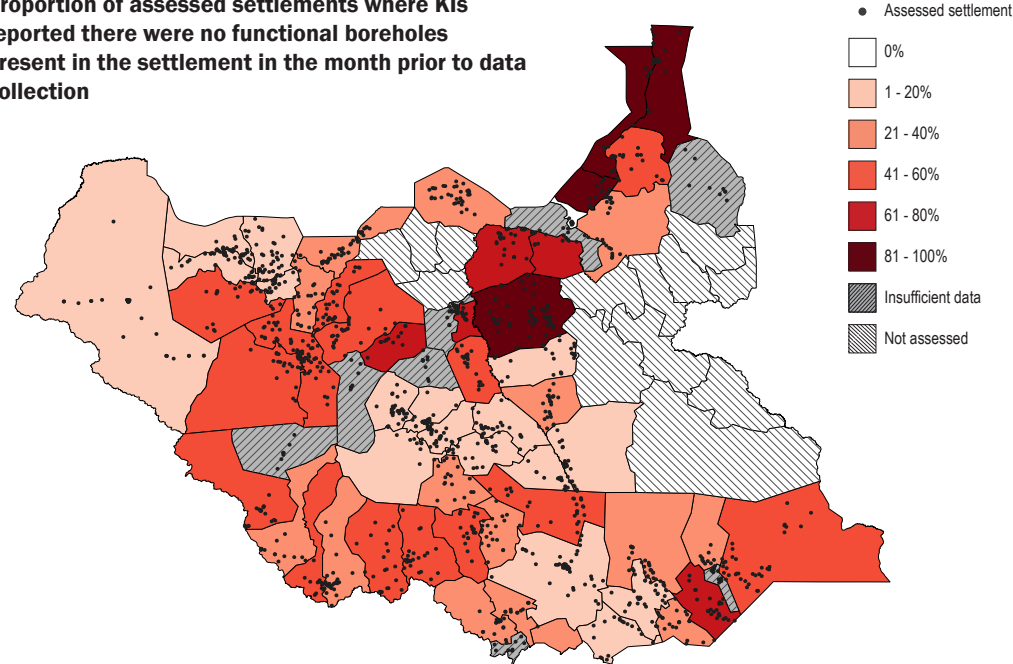 roportion of assessed settlements where KIs
eported there were no functional boreholes
resent in the settlement in the month prior to data
ollection
Assessed settlement
0%
1 - 20%
21 - 40%
41 - 60%
61 - 80%
81 - 100%
Insufficient data
Not assessed